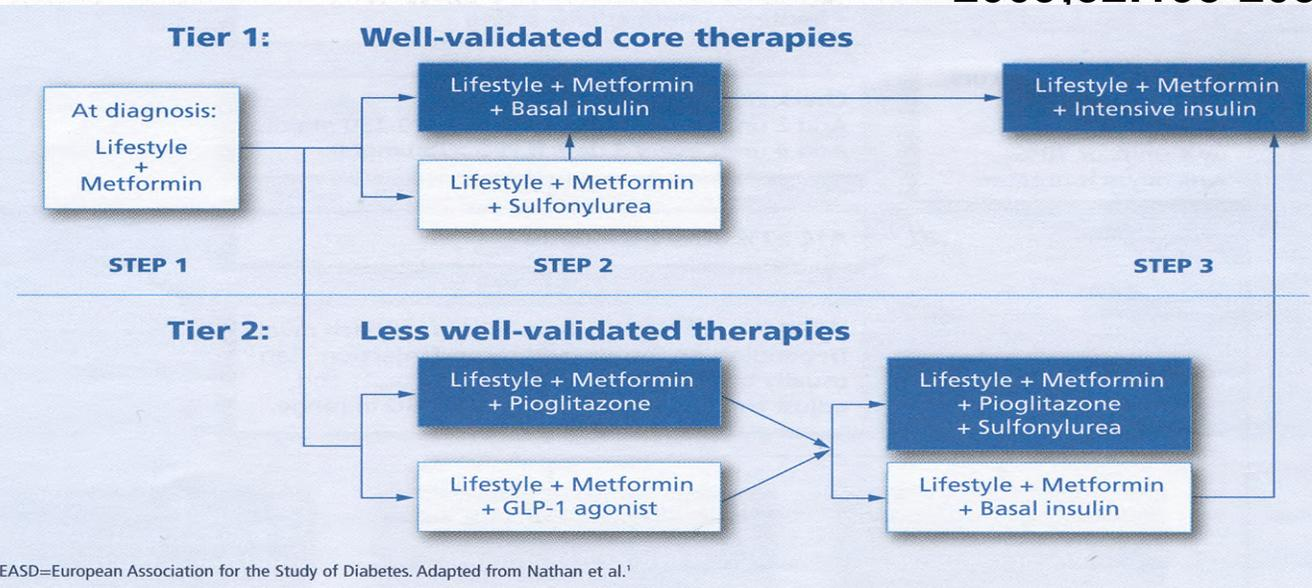 Tier 1: Well-validated core therapies
At diagnosis:
Lifestyle
+
Metformin
Lifestyle + Metformin
+ Basal insulin
Lifestyle + Metformin
+ Sulfonylurea
Lifestyle + Metformin
+ Intensive insulin
STEP 1 STEP 2 STEP 3
Tier 2: Less well-validated therapies
Lifestyle + Metformin
+ Pioglitazone
Lifestyle + Metformin
+ GLP-1 agonist
Lifestyle + Metformin
+ Pioglitazone
+ Sulfonylurea
Lifestyle + Metformin
+ Basal insulin
EASD=European Association for the Study of Diabetes. Adapted from Nathan et al.¹